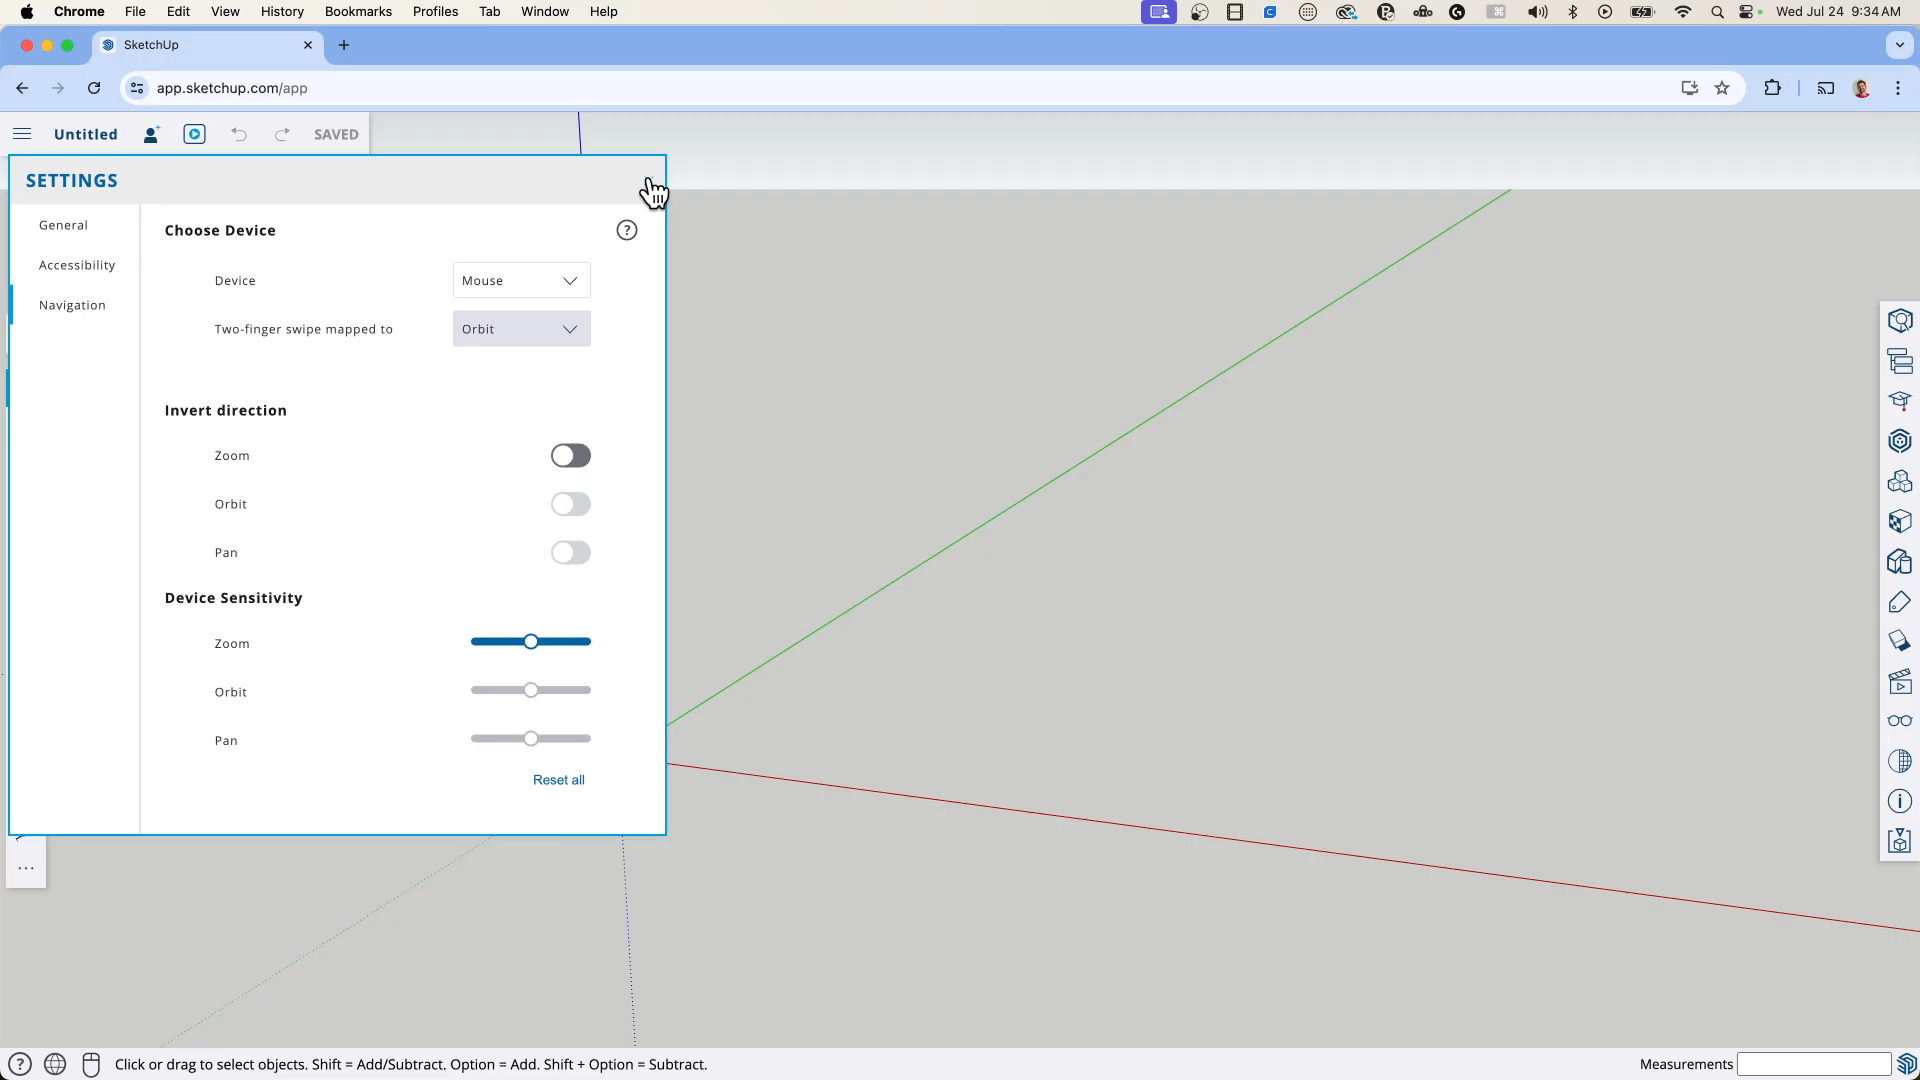 Chrome File Edit View History Bookmarks Profiles Tab Window Help Wed Jul 24 9:34 AM
SketchUp
app.sketchup.com/app
Untitled SAVED
SETTINGS
General
Accessibility
Navigation
Choose Device
Device Mouse
Two-finger swipe mapped to Orbit
Invert direction
Zoom
Orbit
Pan
Device Sensitivity
Zoom
Orbit
Pan
Reset all
Click or drag to select objects. Shift = Add/Subtract. Option = Add. Shift + Option = Subtract. Measurements